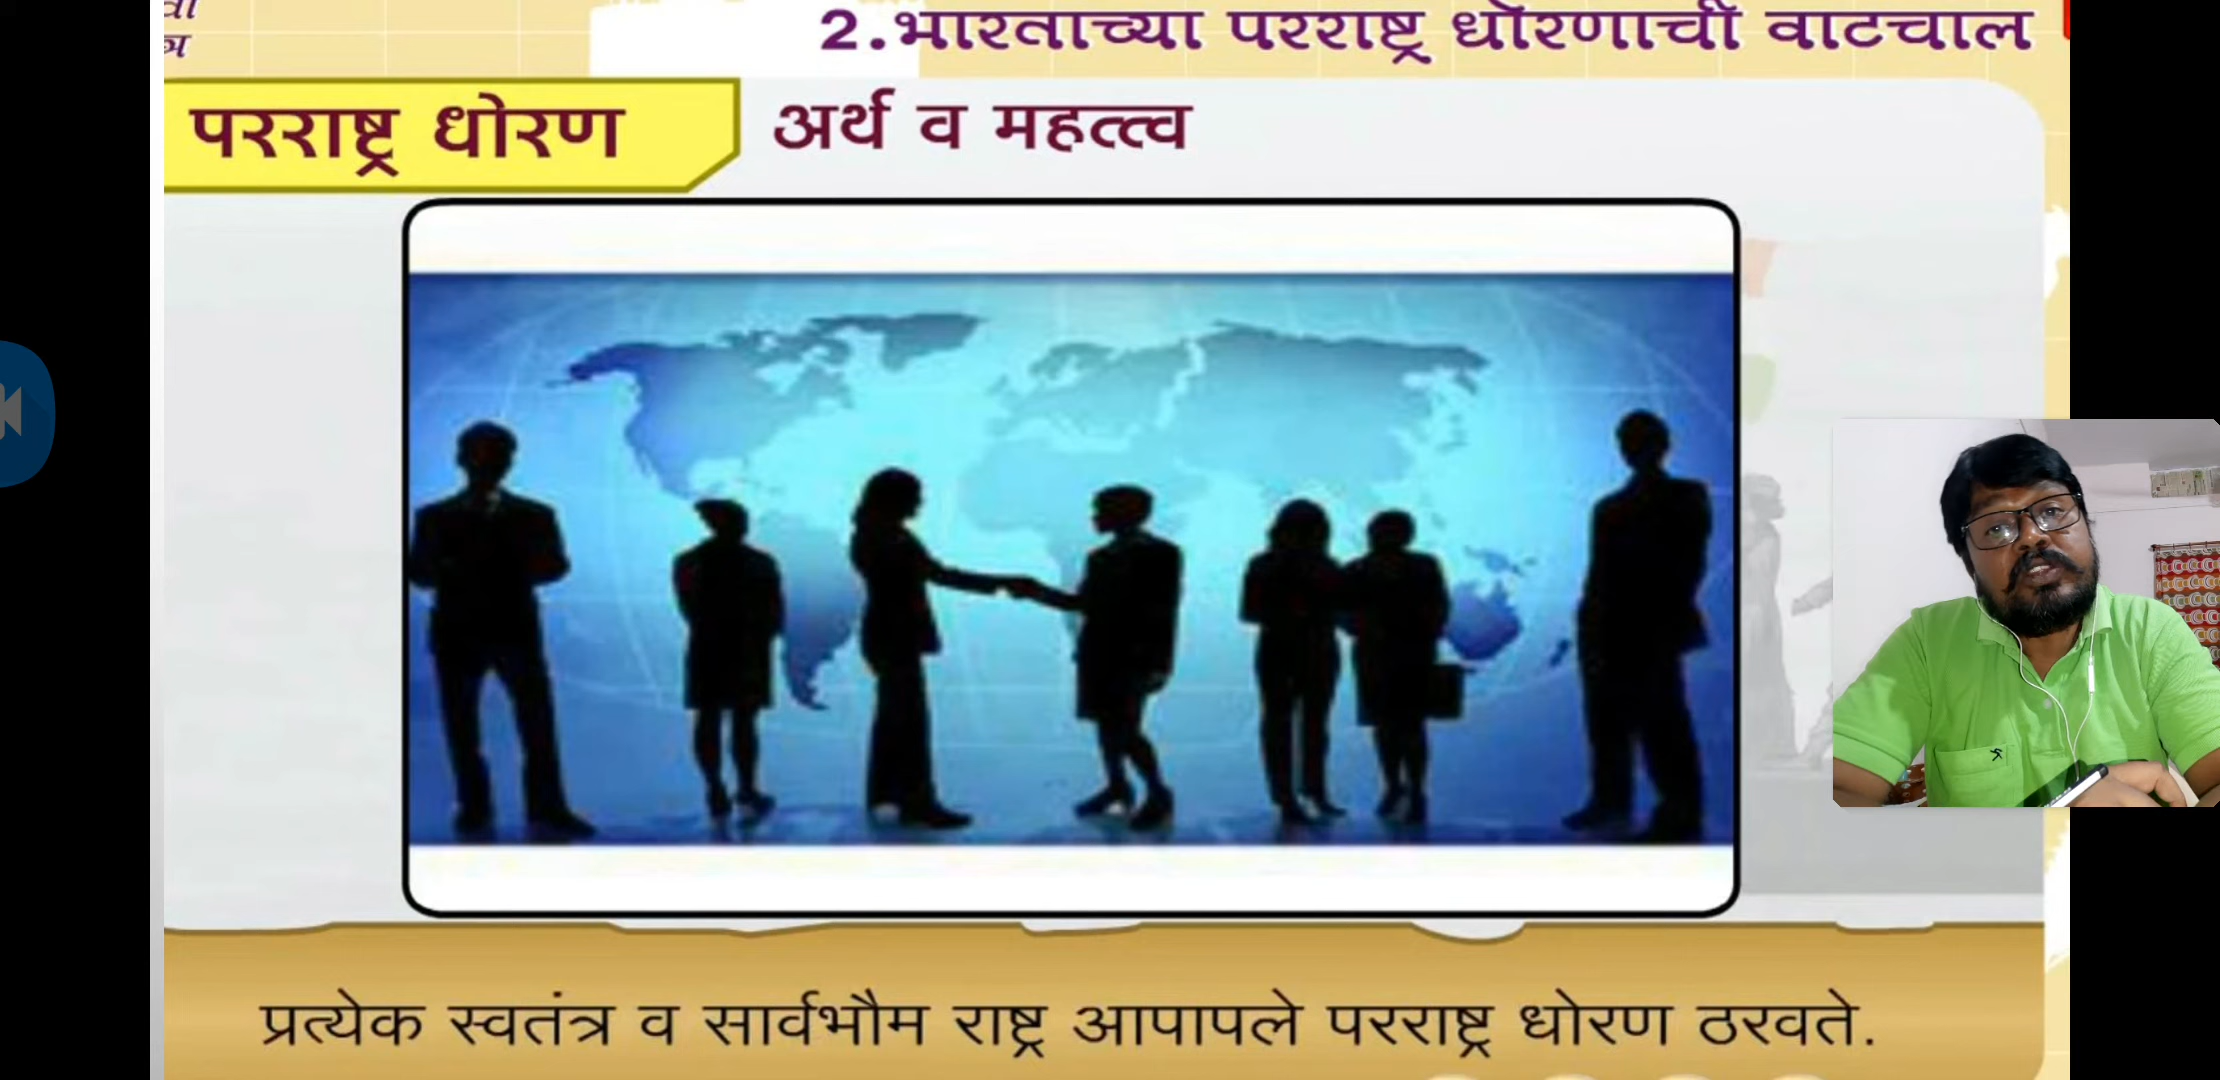 2.भारताच्या परराष्ट्र धोरणाची वाटचाल
परराष्ट्र धोरण
अर्थ व महत्त्व
प्रत्येक स्वतंत्र व सार्वभौम राष्ट्र आपापले परराष्ट्र धोरण ठरवते.